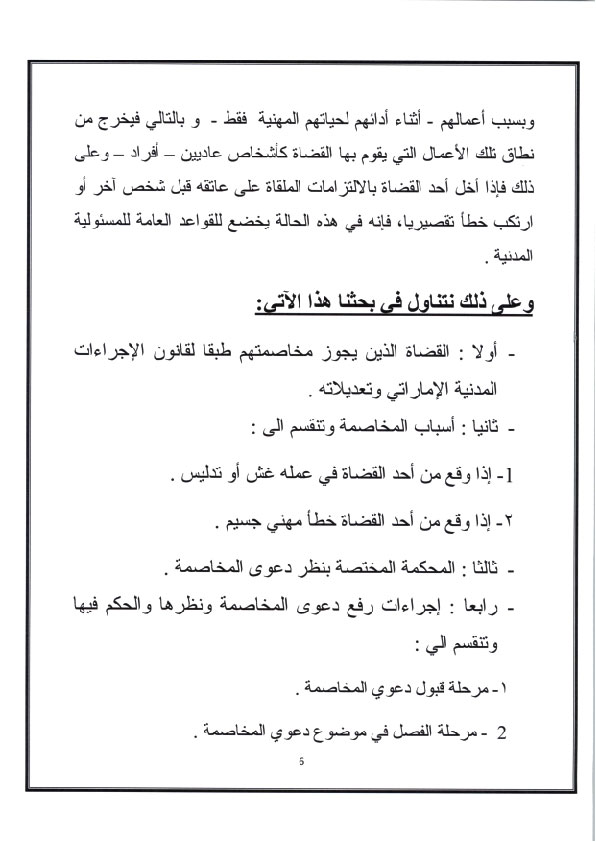 وبسبب أعمالهم - أثناء أدائهم لحياتهم المهنية فقط - و بالتالي فيخرج من
نطاق تلك الأعمال التي يقوم بها القضاة كأشخاص عاديين – أفراد – وعلى
ذلك فإذا أخل أحد القضاة بالالتزامات الملقاة على عاتقه قبل شخص آخر أو
ارتكب خطأ تقصيريا، فإنه في هذه الحالة يخضع للقواعد العامة للمسئولية
المدنية .
وعلى ذلك نتناول في بحثنا هذا الآتي:
- أولا : القضاة الذين يجوز مخاصمتهم طبقا لقانون الإجراءات
المدنية الإماراتي وتعديلاته .
- ثانيا : أسباب المخاصمة وتنقسم الى :
1- إذا وقع من أحد القضاة في عمله غش أو تدليس .
٢- إذا وقع من أحد القضاة خطأ مهني جسيم .
- ثالثا : المحكمة المختصة بنظر دعوى المخاصمة .
- رابعا : إجراءات رفع دعوى المخاصمة ونظرها والحكم فيها
وتنقسم الي :
١- مرحلة قبول دعوي المخاصمة .
2 - مرحلة الفصل في موضوع دعوي المخاصمة .